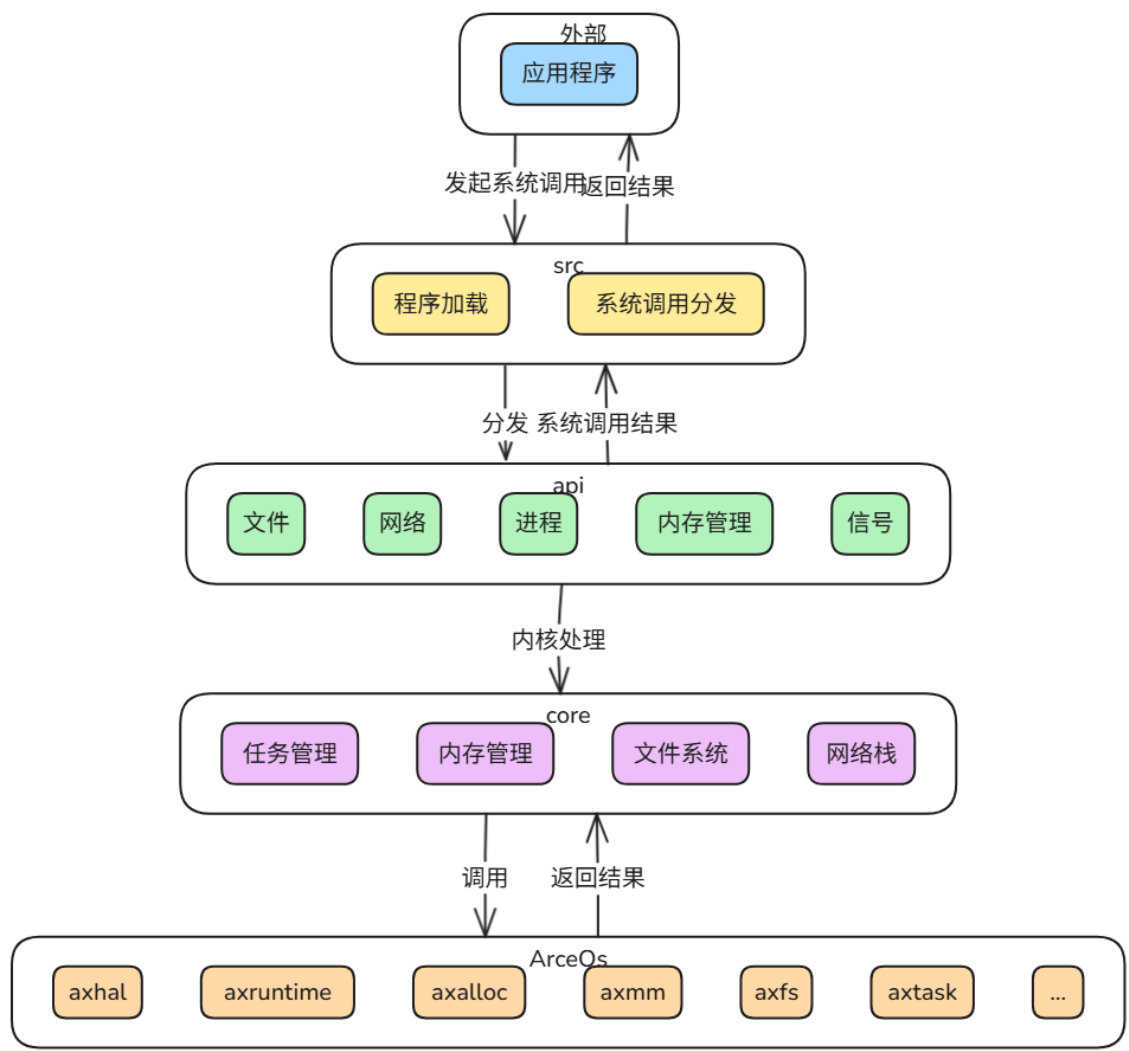 外部
应用程序
发起系统调用
返回结果
src
程序加载
系统调用分发
分发
系统调用结果
api
文件
网络
进程
内存管理
信号
内核处理
core
任务管理
内存管理
文件系统
网络栈
调用
返回结果
ArceOs
axhal
axruntime
axalloc
axmm
axfs
axtask
...